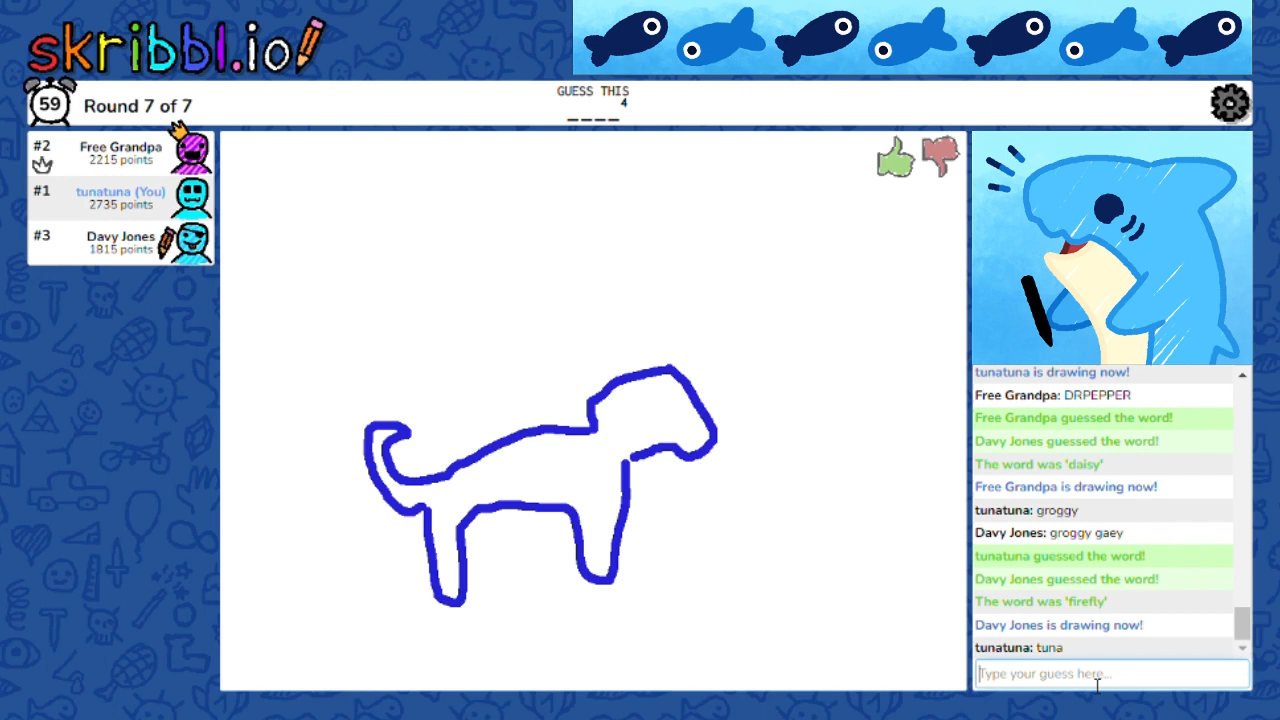 skribbl.io
59
Round 7 of 7
GUESS THIS
4
____
#2
Free Grandpa
2215 points
#1
tunatuna (You)
2735 points
#3
Davy Jones
1815 points
tunatuna is drawing now!
Free Grandpa: DRPEPPER
Free Grandpa guessed the word!
Davy Jones guessed the word!
The word was 'daisy'
Free Grandpa is drawing now!
tunatuna: groggy
Davy Jones: groggy gaey
tunatuna guessed the word!
Davy Jones guessed the word!
The word was 'firefly'
Davy Jones is drawing now!
tunatuna: tuna
Type your guess here...